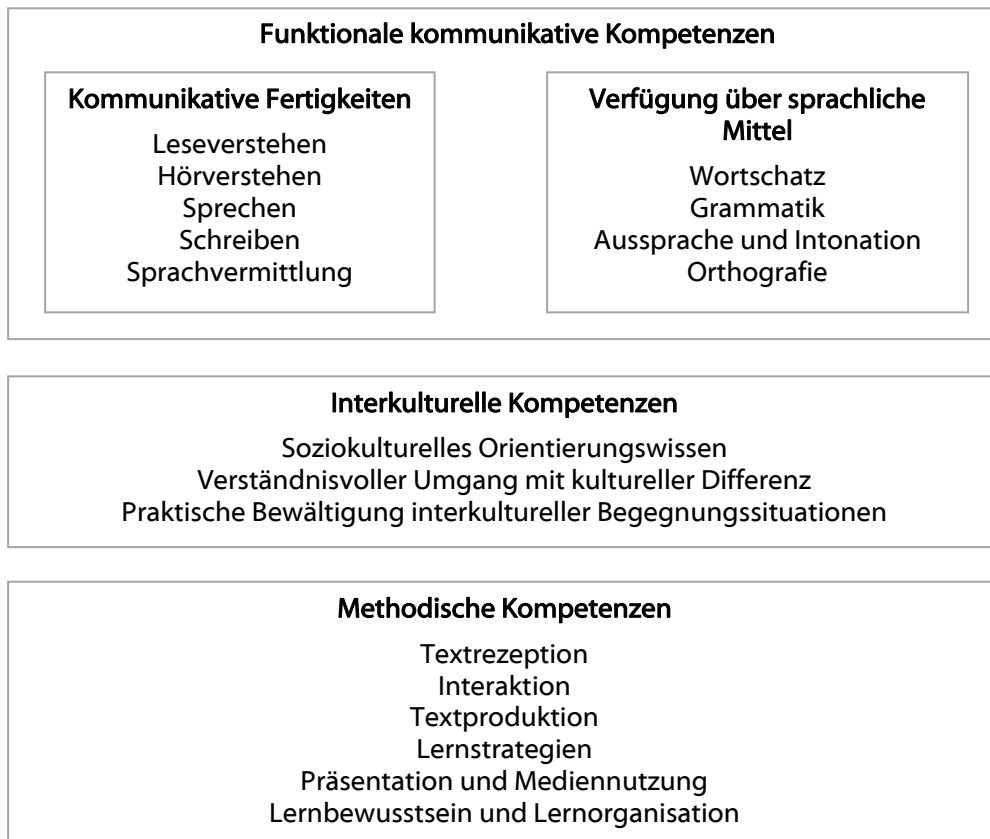 Funktionale kommunikative Kompetenzen
Kommunikative Fertigkeiten
Leseverstehen
Hörverstehen
Sprechen
Schreiben
Sprachvermittlung
Verfügung über sprachliche
Mittel
Wortschatz
Grammatik
Aussprache und Intonation
Orthografie
Interkulturelle Kompetenzen
Soziokulturelles Orientierungswissen
Verständnisvoller Umgang mit kultureller Differenz
Praktische Bewältigung interkultureller Begegnungssituationen
Methodische Kompetenzen
Textrezeption
Interaktion
Textproduktion
Lernstrategien
Präsentation und Mediennutzung
Lernbewusstsein und Lernorganisation